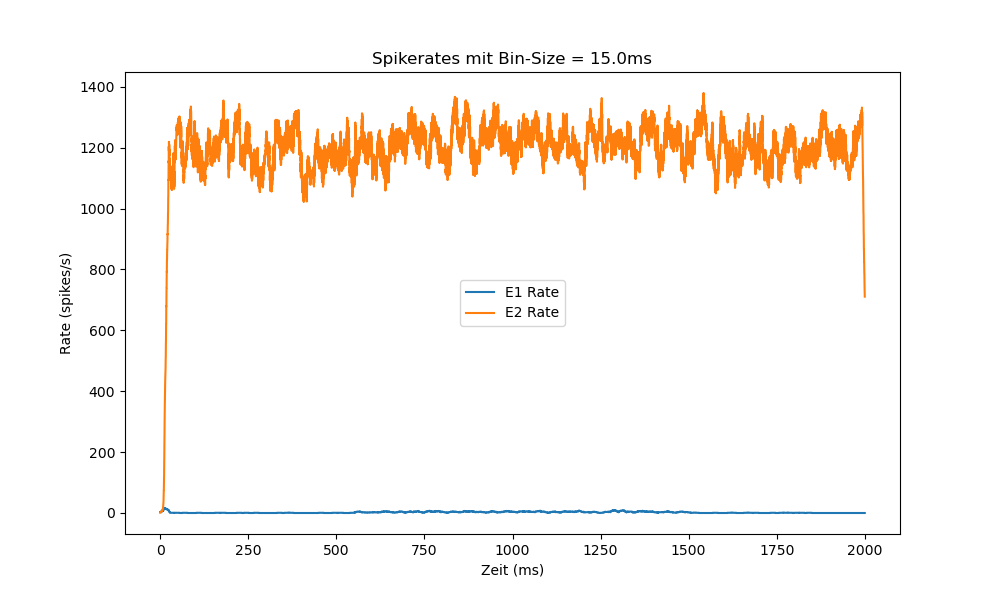 Spikerates mit Bin-Size = 15.0ms
Rate (spikes/s)
1400
1200
1000
800
600
400
200
0
E1 Rate
E2 Rate
0 250 500 750 1000 1250 1500 1750 2000
Zeit (ms)